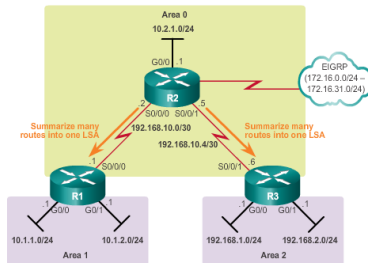 Area 0
10.2.1.0/24
G0/0
.1
R2
EIGRP
(172.16.0.0/24 –
172.16.31.0/24)
.2
.5
S0/0/0
S0/0/1
Summarize many
routes into one LSA
Summarize many
routes into one LSA
192.168.10.0/30
192.168.10.4/30
.1
S0/0/0
S0/0/1
.6
R1
R3
G0/0
G0/1
.1
.1
G0/0
G0/1
.1
.1
10.1.1.0/24
10.1.2.0/24
192.168.1.0/24
192.168.2.0/24
Area 1
Area 2